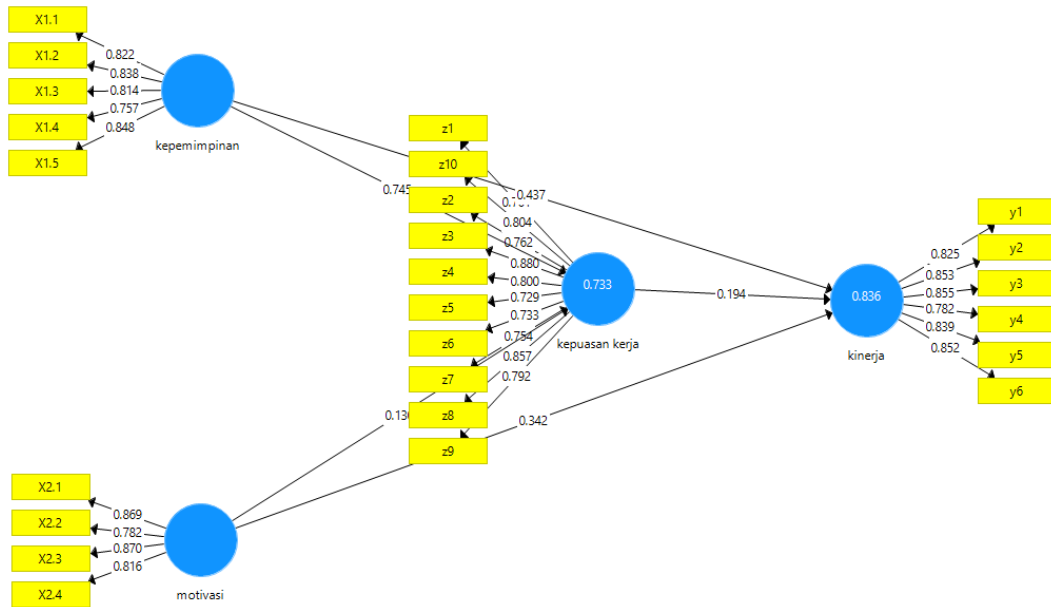 X1.1
X1.2
X1.3
X1.4
X1.5
0.822
0.838
0.814
0.757
0.848
kepemimpinan
z1
z10
z2
z3
z4
z5
z6
z7
z8
z9
0.745
0.437
0.804
0.762
0.880
0.800
0.729
0.733
0.754
0.857
0.792
0.733
kepuasan kerja
0.194
0.836
kinerja
0.825
0.853
0.855
0.782
0.839
0.852
y1
y2
y3
y4
y5
y6
0.342
X2.1
X2.2
X2.3
X2.4
0.869
0.782
0.870
0.816
motivasi